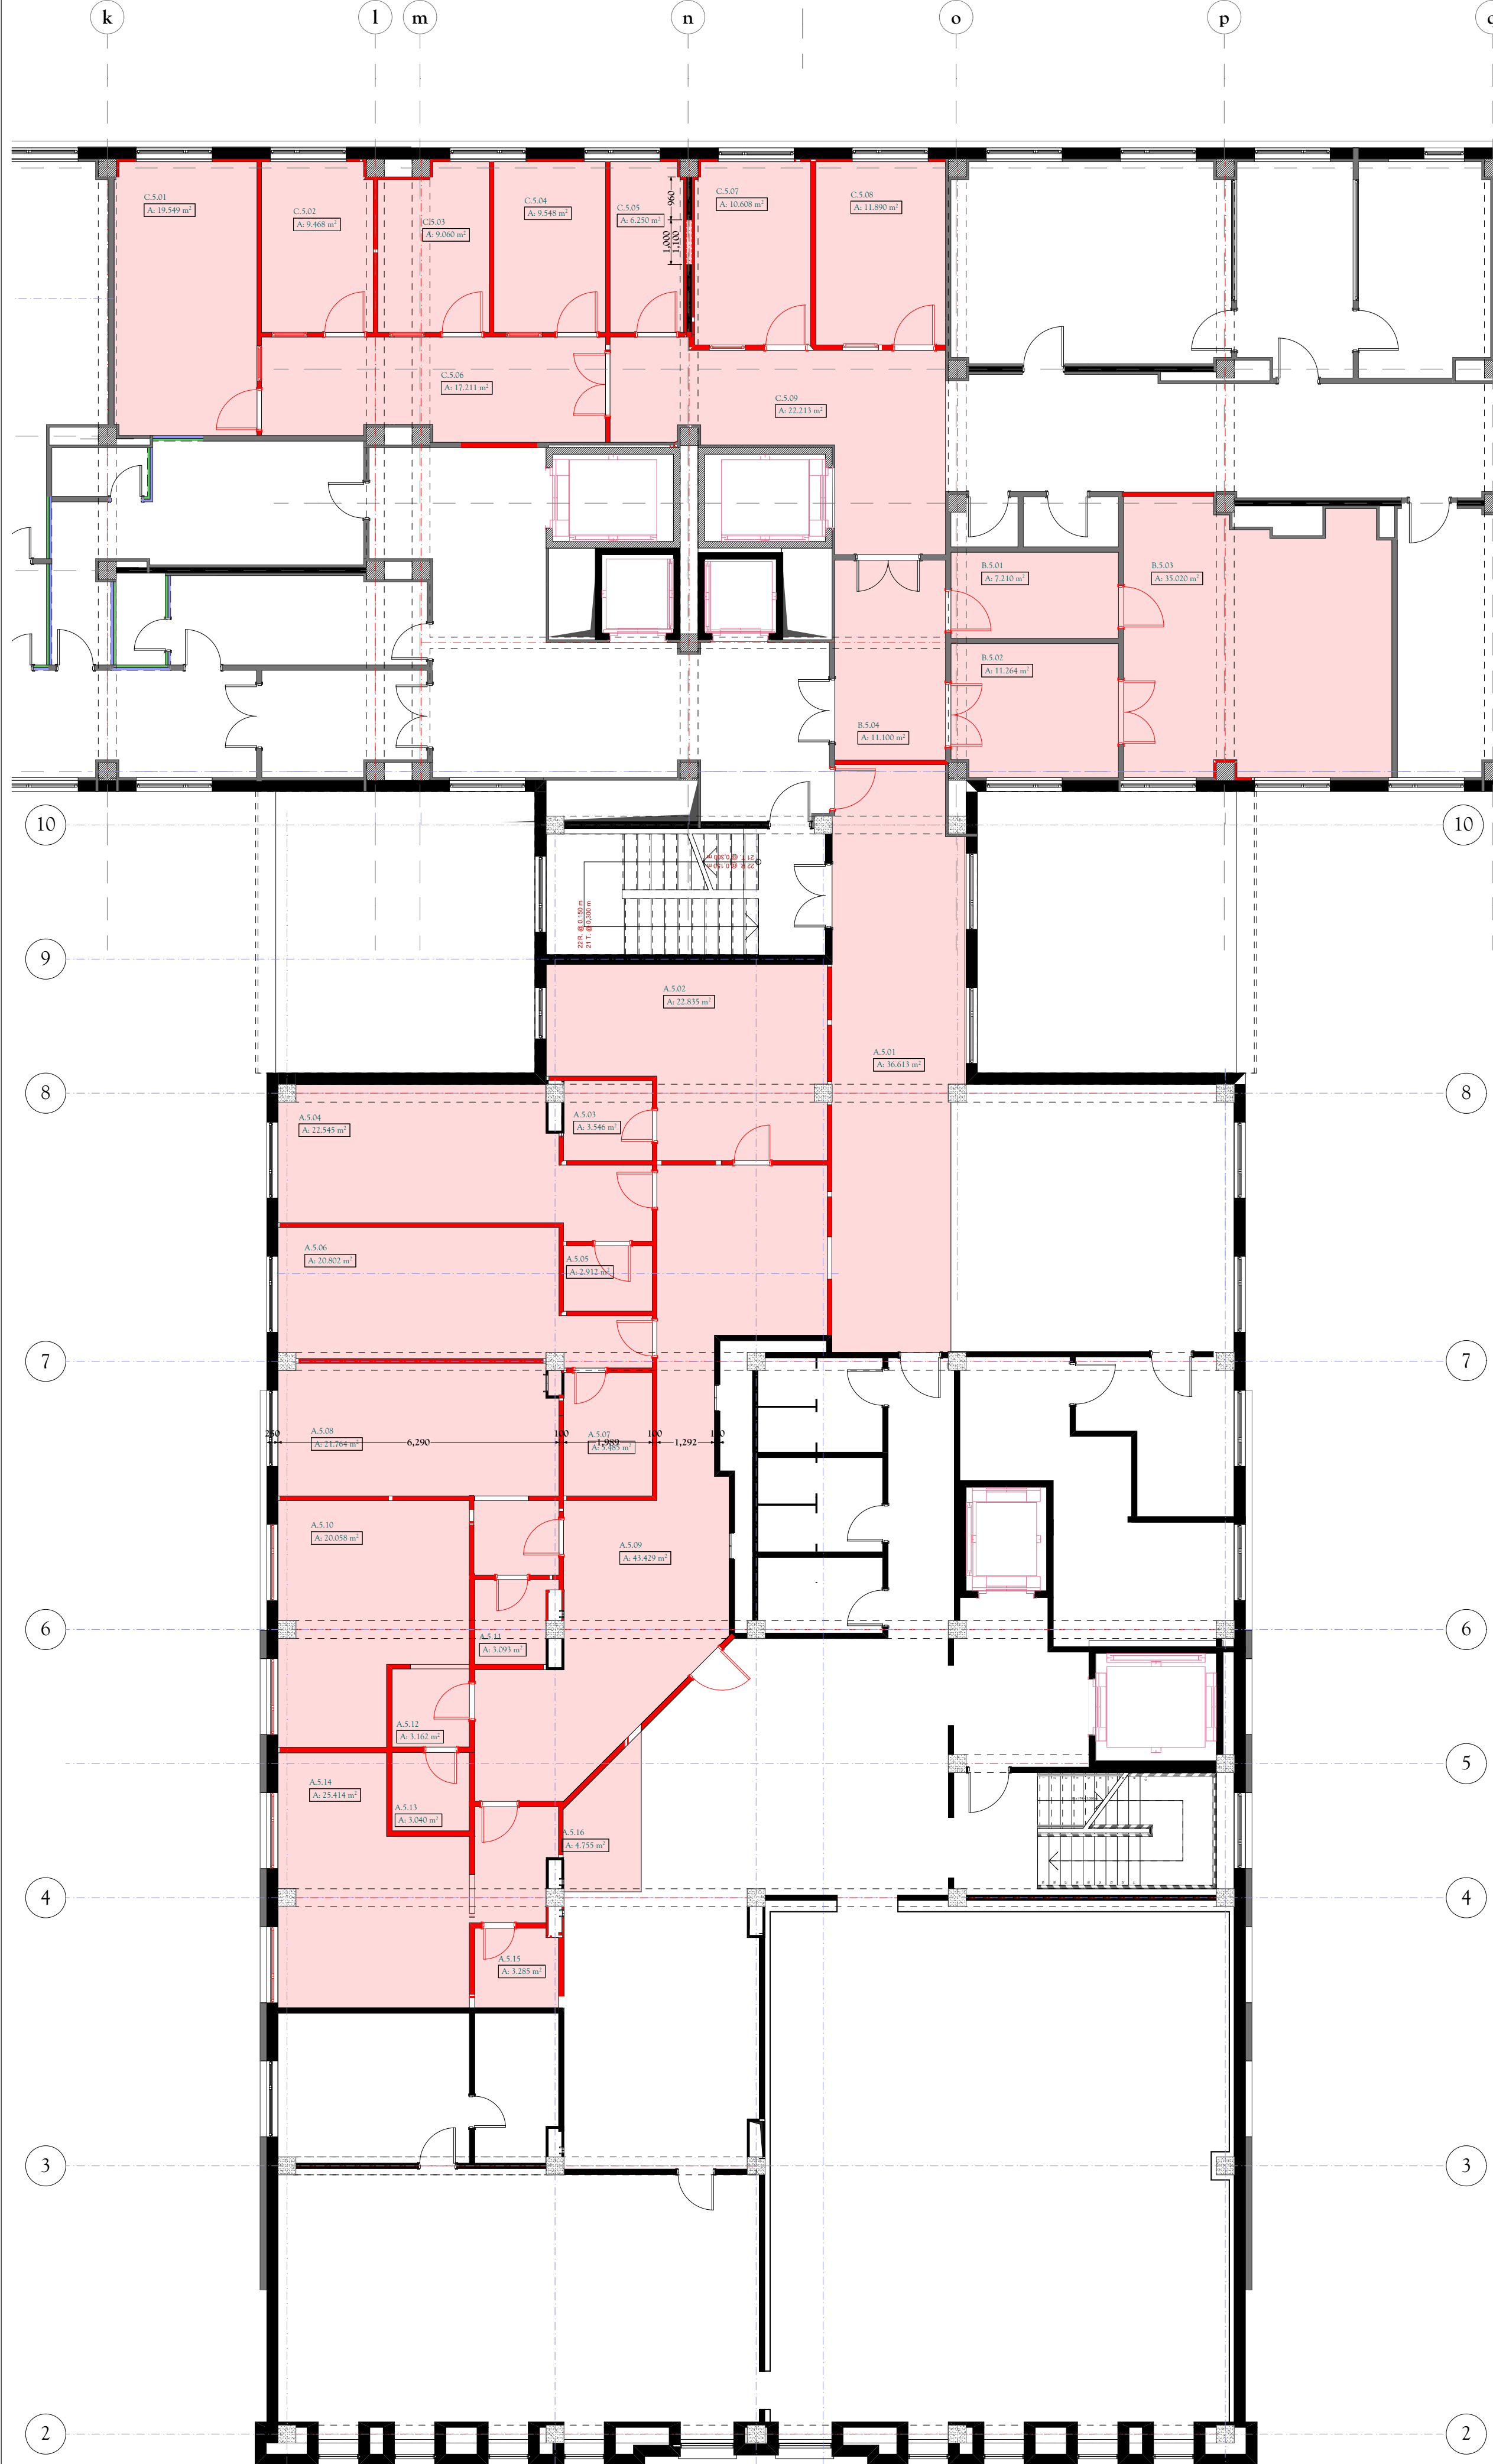 k l m n o p
C.5.01
A: 19.549 m²
C.5.02
A: 9.468 m²
C.5.03
A: 9.060 m²
C.5.04
A: 9.548 m²
C.5.05
A: 6.250 m²
960
1,000
1,100
C.5.07
A: 10.608 m²
C.5.08
A: 11.890 m²
C.5.06
A: 17.211 m²
C.5.09
A: 22.213 m²
B.5.01
A: 7.210 m²
B.5.03
A: 35.020 m²
B.5.02
A: 11.264 m²
B.5.04
A: 11.100 m²
10 10
22 R. @ 0.150 m
21 T. @ 0.300 m
22 R. @ 0.150 m
21 T. @ 0.300 m
9
A.5.02
A: 22.835 m²
A.5.01
A: 36.613 m²
8 8
A.5.04
A: 22.545 m²
A.5.03
A: 3.546 m²
A.5.06
A: 20.802 m²
A.5.05
A: 2.912 m²
7 7
A.5.08
A: 21.764 m²
A.5.07
250 6,290 100 1,989 100 1,292
A.5.10
A: 20.058 m²
A.5.09
A: 43.429 m²
6 6
A.5.11
A: 3.093 m²
A.5.12
A: 3.162 m²
5
A.5.14
A: 25.414 m²
A.5.13
A: 3.040 m²
A.5.16
A: 4.755 m²
4 4
A.5.15
A: 3.285 m²
3 3
2 2